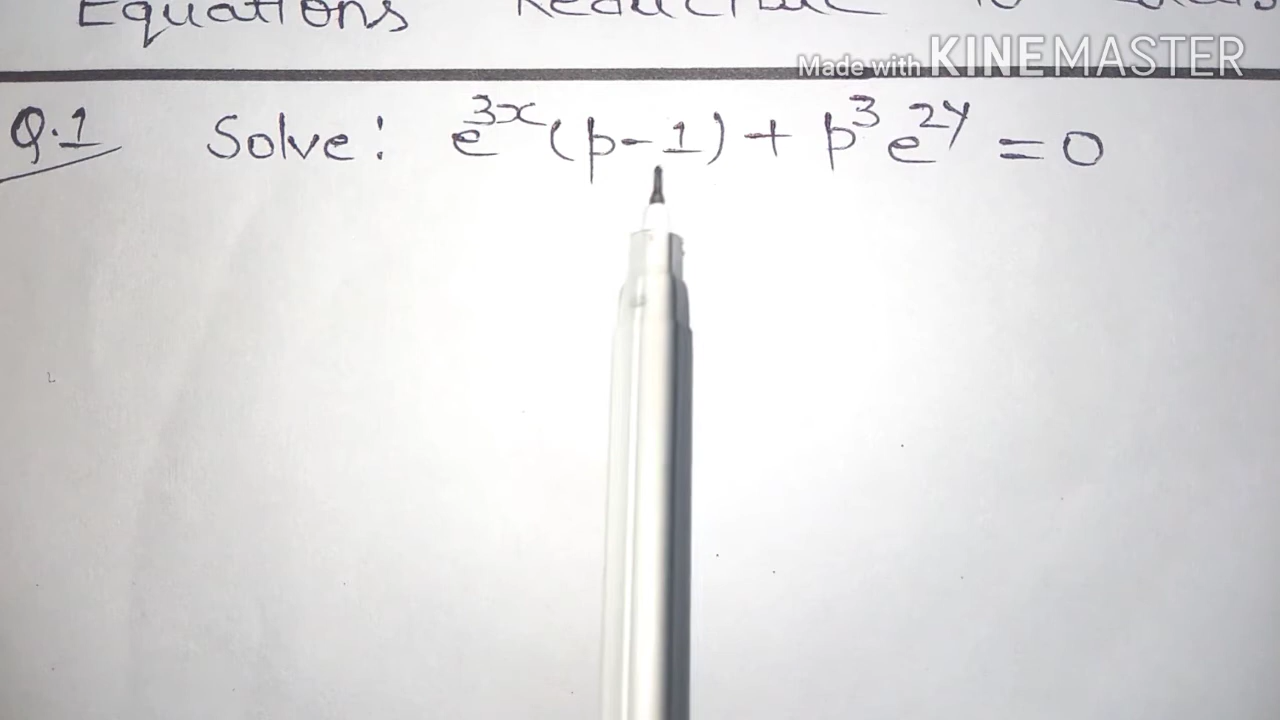 Equations
Made with KINEMASTER
Q.1 Solve: e^{3x}(p-1) + p^3 e^{2y} = 0